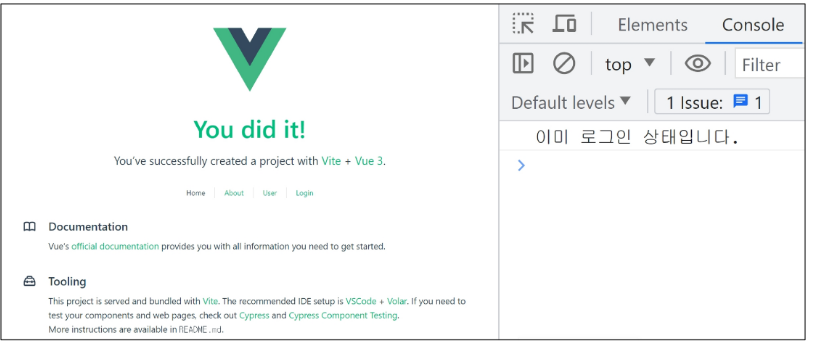 You did it!
You've successfully created a project with Vite + Vue 3.
Home About User Login
Documentation
Vue's official documentation provides you with all information you need to get started.
Tooling
This project is served and bundled with Vite. The recommended IDE setup is VSCode + Volar. If you need to
test your components and web pages, check out Cypress and Cypress Component Testing.
More instructions are available in README.md.
Elements Console
top Filter
Default levels 1 Issue: 1
이미 로그인 상태입니다.